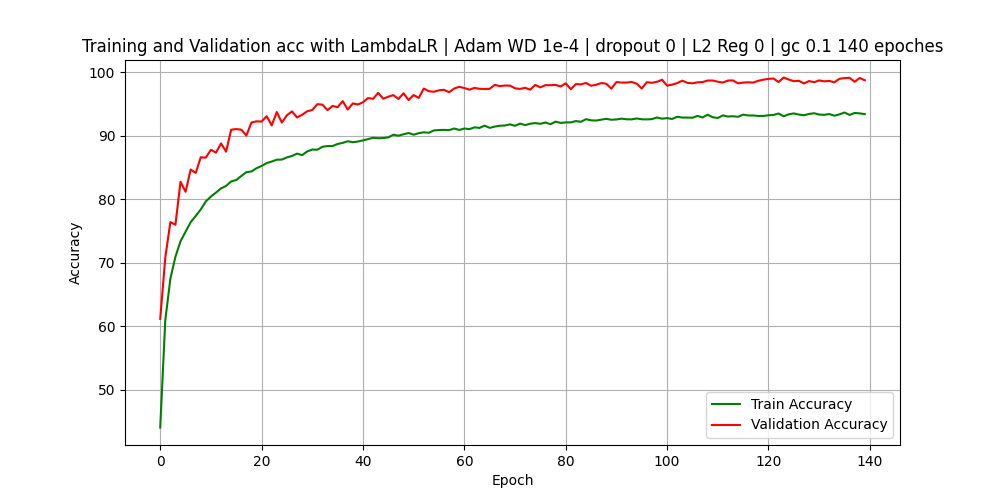 Training and Validation acc with LambdaLR | Adam WD 1e-4 | dropout 0 | L2 Reg 0 | gc 0.1 140 epoches
100
90
80
70
60
50
Accuracy
0 20 40 60 80 100 120 140
Epoch
Train Accuracy
Validation Accuracy